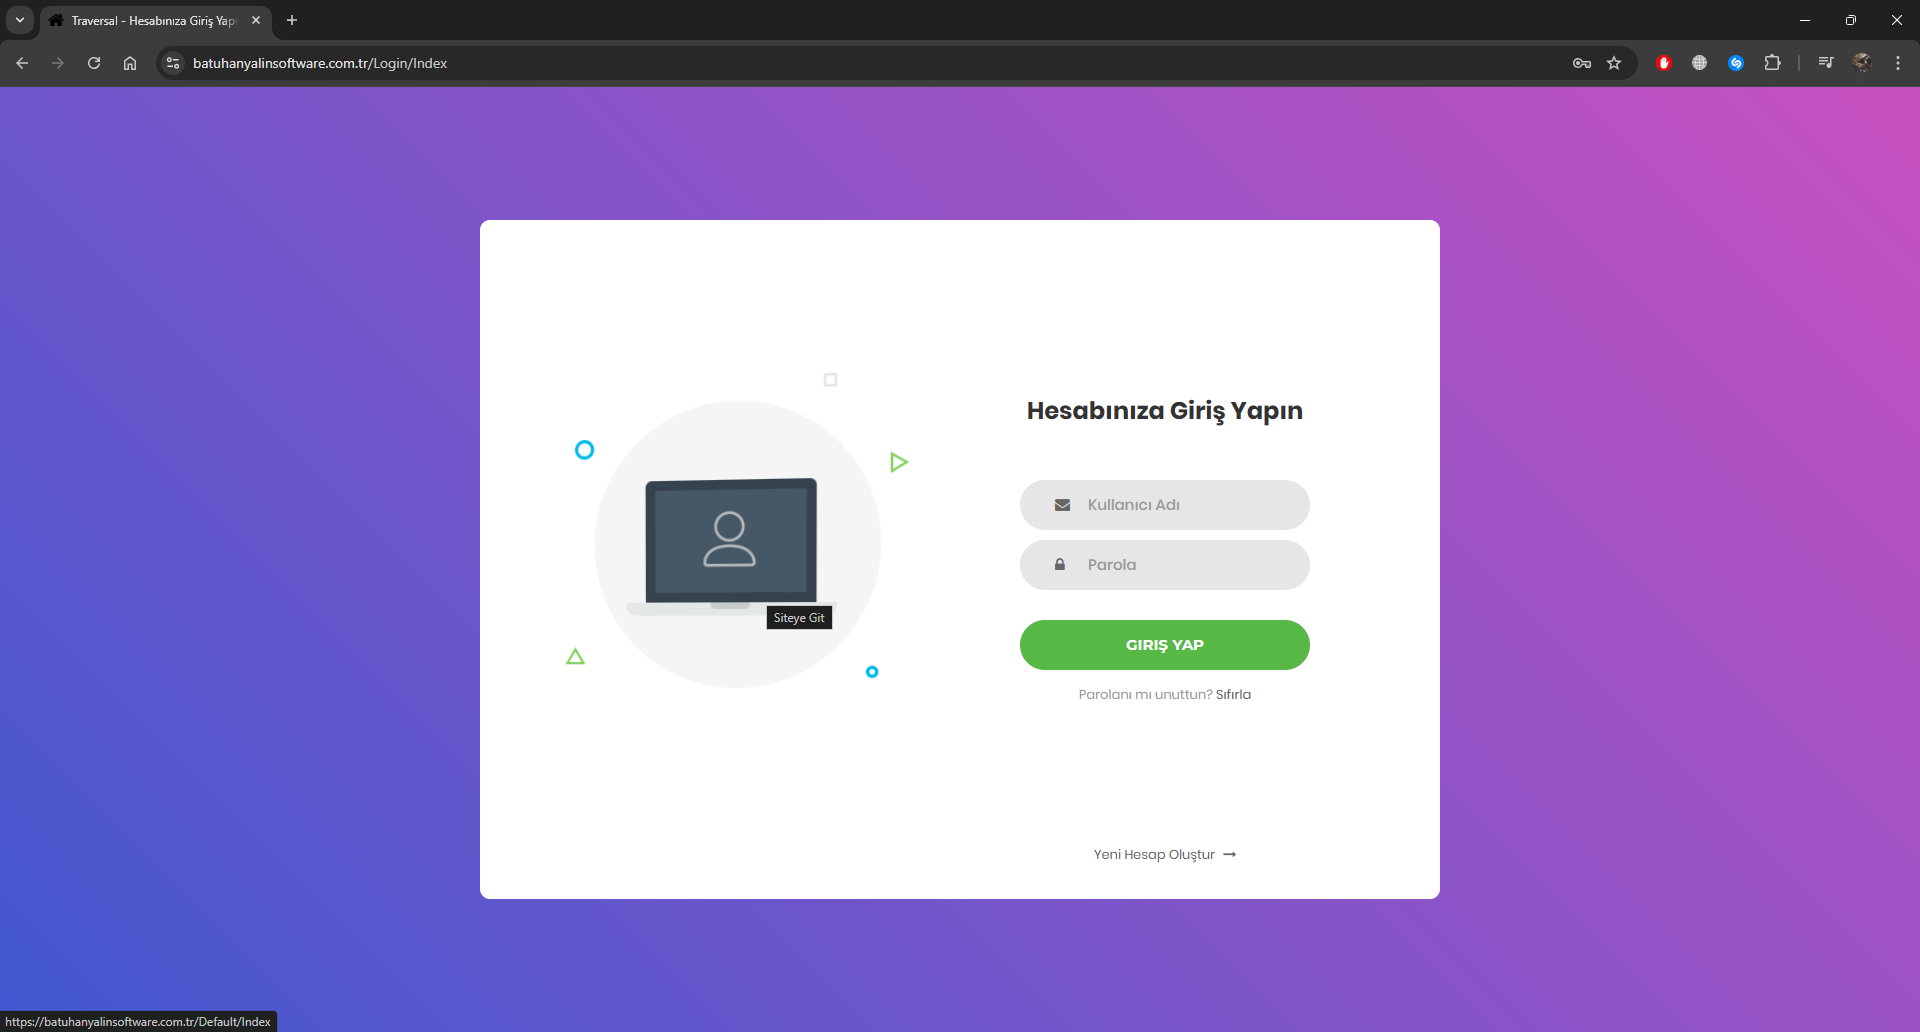 Traversal - Hesabınıza Giriş Yap
batuhanyalinsoftware.com.tr/Login/Index
Hesabınıza Giriş Yapın
Kullanıcı Adı
Parola
Siteye Git
GIRIŞ YAP
Parolanı mı unuttun? Sıfırla
Yeni Hesap Oluştur →
https://batuhanyalinsoftware.com.tr/Default/Index